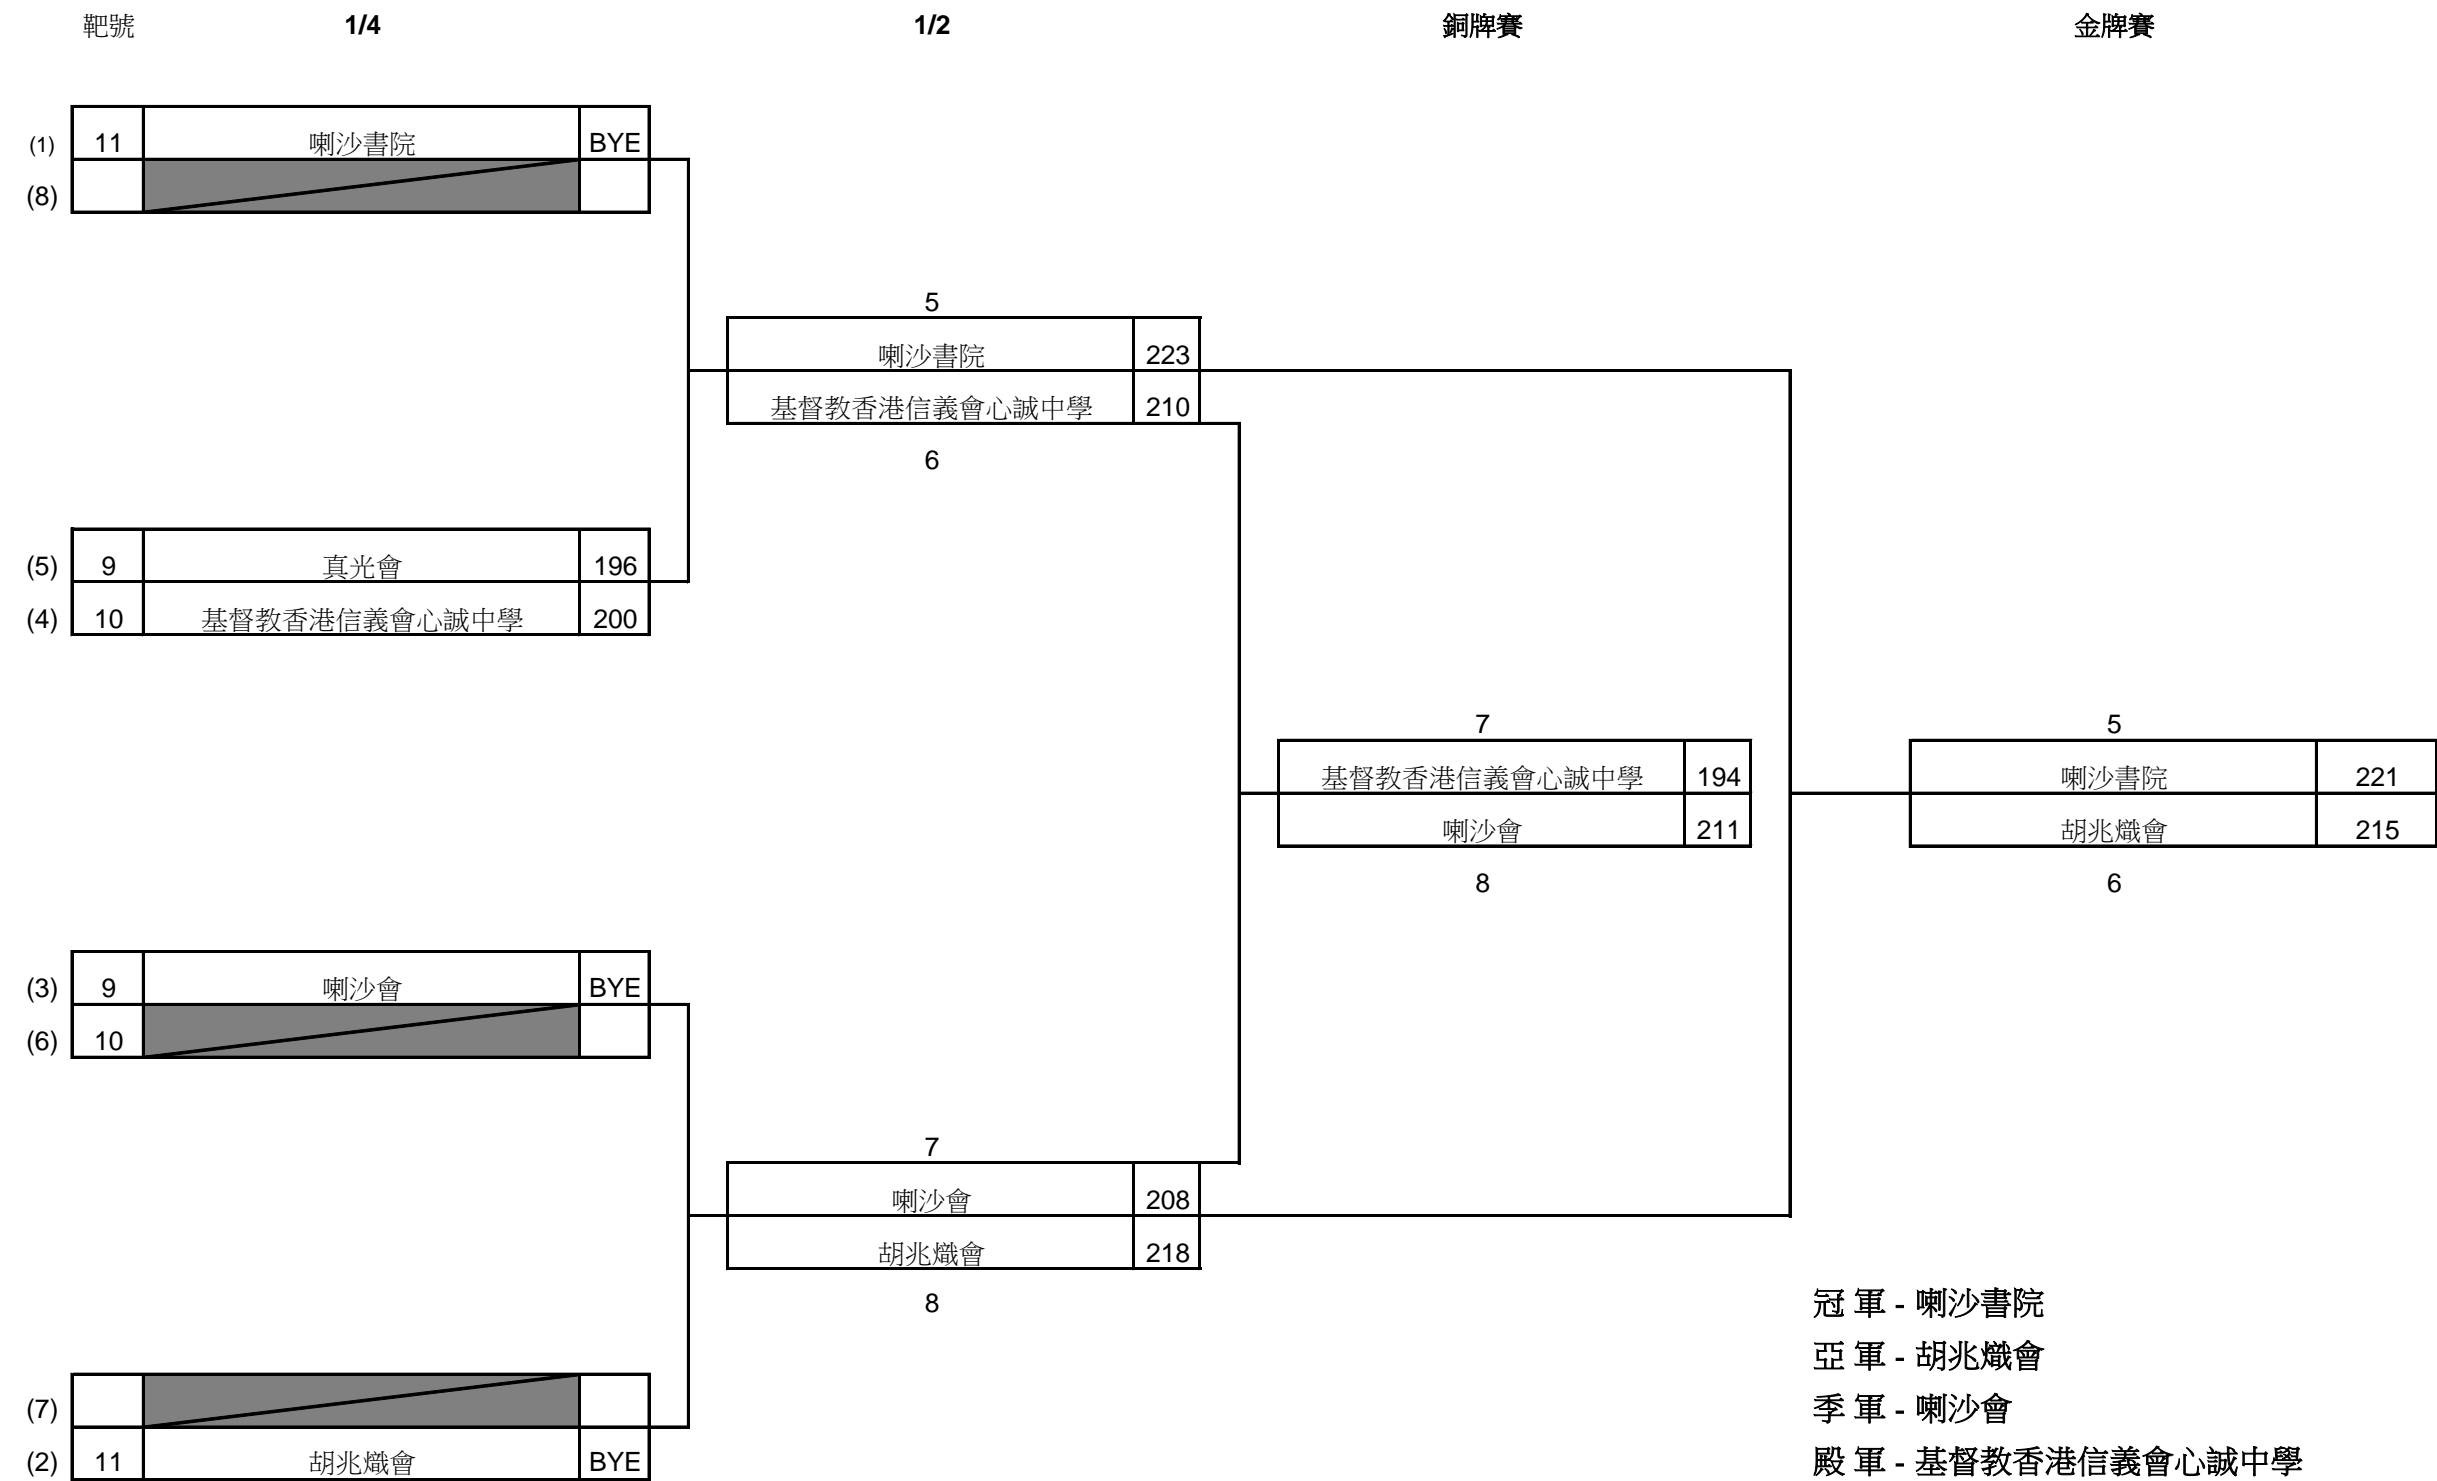 靶號 1/4 1/2 銅牌賽 金牌賽
(1) 11 喇沙書院 BYE
(8)
5
喇沙書院 223
基督教香港信義會心誠中學 210
6
(5) 9 真光會 196
(4) 10 基督教香港信義會心誠中學 200
7 5
基督教香港信義會心誠中學 194 喇沙書院 221
喇沙會 211 胡兆熾會 215
8 6
(3) 9 喇沙會 BYE
(6) 10
7
喇沙會 208
胡兆熾會 218
8
冠 軍 - 喇沙書院
亞 軍 - 胡兆熾會
季 軍 - 喇沙會
(7)
(2) 11 胡兆熾會 BYE
殿 軍 - 基督教香港信義會心誠中學